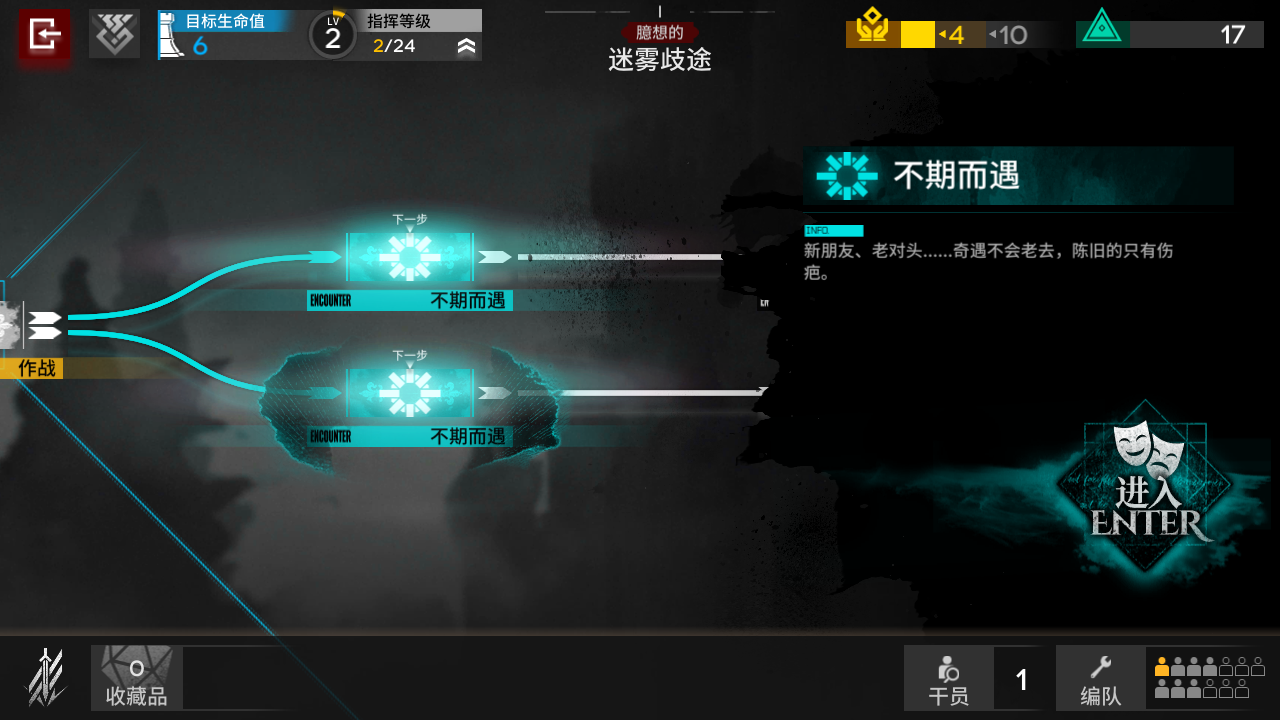 目标生命值
6
LV
2
指挥等级
2/24
臆想的
迷雾歧途
4
10
17
不期而遇
INFO.
新朋友、老对头……奇遇不会老去，陈旧的只有伤
疤。
下一步
ENCOUNTER 不期而遇
作战
下一步
ENCOUNTER 不期而遇
进入
ENTER
0
收藏品
干员
1
编队